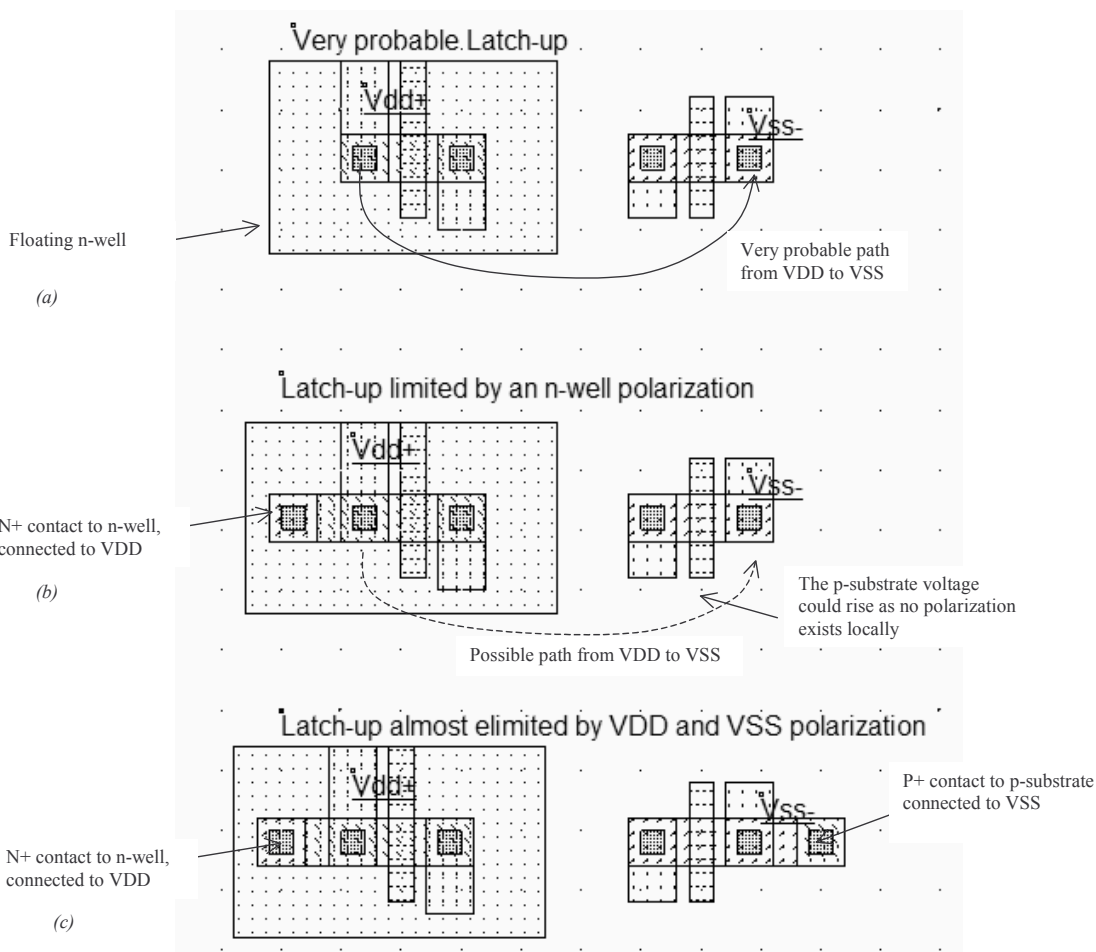 Very probable Latch-up
Vdd+
Vss-
Floating n-well
Very probable path
from VDD to VSS
(a)
Latch-up limited by an n-well polarization
Vdd+
Vss-
N+ contact to n-well,
connected to VDD
(b)
The p-substrate voltage
could rise as no polarization
exists locally
Possible path from VDD to VSS
Latch-up almost elimited by VDD and VSS polarization
Vdd+
Vss-
P+ contact to p-substrate
connected to VSS
N+ contact to n-well,
connected to VDD
(c)